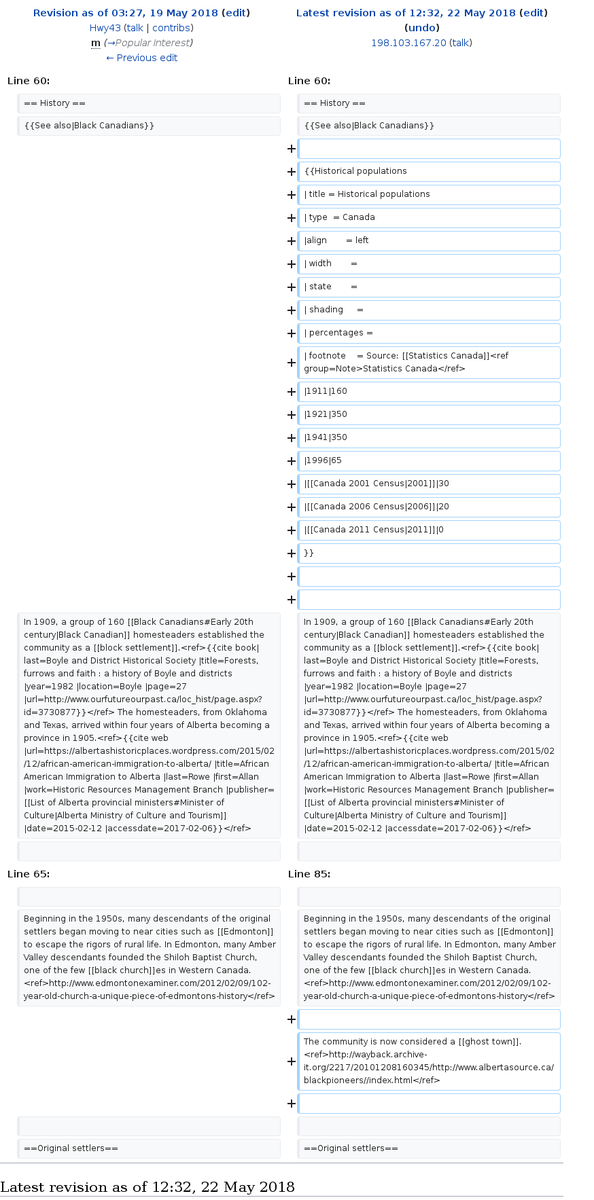 Revision as of 03:27, 19 May 2018 (edit)
Hwy43 (talk | contribs)
m (→Popular Interest)
← Previous edit
Latest revision as of 12:32, 22 May 2018 (edit)
(undo)
198.103.167.20 (talk)
Line 60:
Line 60:
== History ==
== History ==
{{See also|Black Canadians}}
{{See also|Black Canadians}}
+
+ {{Historical populations
+ | title = Historical populations
+ | type  = Canada
+ |align      = left
+ | width      =
+ | state      =
+ | shading    =
+ | percentages =
+ | footnote    = Source: [[Statistics Canada]]<ref
group=Note>Statistics Canada</ref>
+ |1911|160
+ |1921|350
+ |1941|350
+ |1996|65
+ |[[Canada 2001 Census|2001]]|30
+ |[[Canada 2006 Census|2006]]|20
+ |[[Canada 2011 Census|2011]]|0
+ }}
+
+
In 1909, a group of 160 [[Black Canadians#Early 20th
century|Black Canadian]] homesteaders established the
community as a [[block settlement]].<ref>{{cite book|
last=Boyle and District Historical Society |title=Forests,
furrows and faith : a history of Boyle and districts
|year=1982 |location=Boyle |page=27
|url=http://www.ourfutureourpast.ca/loc_hist/page.aspx?
id=3730877}}</ref> The homesteaders, from Oklahoma
and Texas, arrived within four years of Alberta becoming a
province in 1905.<ref>{{cite web
|url=https://albertashistoricplaces.wordpress.com/2015/02
/12/african-american-immigration-to-alberta/ |title=African
American Immigration to Alberta |last=Rowe |first=Allan
|work=Historic Resources Management Branch |publisher=
[[List of Alberta provincial ministers#Minister of
Culture|Alberta Ministry of Culture and Tourism]]
|date=2015-02-12 |accessdate=2017-02-06}}</ref>
In 1909, a group of 160 [[Black Canadians#Early 20th
century|Black Canadian]] homesteaders established the
community as a [[block settlement]].<ref>{{cite book|
last=Boyle and District Historical Society |title=Forests,
furrows and faith : a history of Boyle and districts
|year=1982 |location=Boyle |page=27
|url=http://www.ourfutureourpast.ca/loc_hist/page.aspx?
id=3730877}}</ref> The homesteaders, from Oklahoma
and Texas, arrived within four years of Alberta becoming a
province in 1905.<ref>{{cite web
|url=https://albertashistoricplaces.wordpress.com/2015/02
/12/african-american-immigration-to-alberta/ |title=African
American Immigration to Alberta |last=Rowe |first=Allan
|work=Historic Resources Management Branch |publisher=
[[List of Alberta provincial ministers#Minister of
Culture|Alberta Ministry of Culture and Tourism]]
|date=2015-02-12 |accessdate=2017-02-06}}</ref>
Line 65:
Line 85:
Beginning in the 1950s, many descendants of the original
settlers began moving to near cities such as [[Edmonton]]
to escape the rigors of rural life. In Edmonton, many Amber
Valley descendants founded the Shiloh Baptist Church,
one of the few [[black church]]es in Western Canada.
<ref>http://www.edmontonexaminer.com/2012/02/09/102-
year-old-church-a-unique-piece-of-edmontons-history</ref>
Beginning in the 1950s, many descendants of the original
settlers began moving to near cities such as [[Edmonton]]
to escape the rigors of rural life. In Edmonton, many Amber
Valley descendants founded the Shiloh Baptist Church,
one of the few [[black church]]es in Western Canada.
<ref>http://www.edmontonexaminer.com/2012/02/09/102-
year-old-church-a-unique-piece-of-edmontons-history</ref>
+
+ The community is now considered a [[ghost town]].
<ref>http://wayback.archive-
it.org/2217/20101208160345/http://www.albertasource.ca/
blackpioneers//index.html</ref>
+
==Original settlers==
==Original settlers==
Latest revision as of 12:32, 22 May 2018